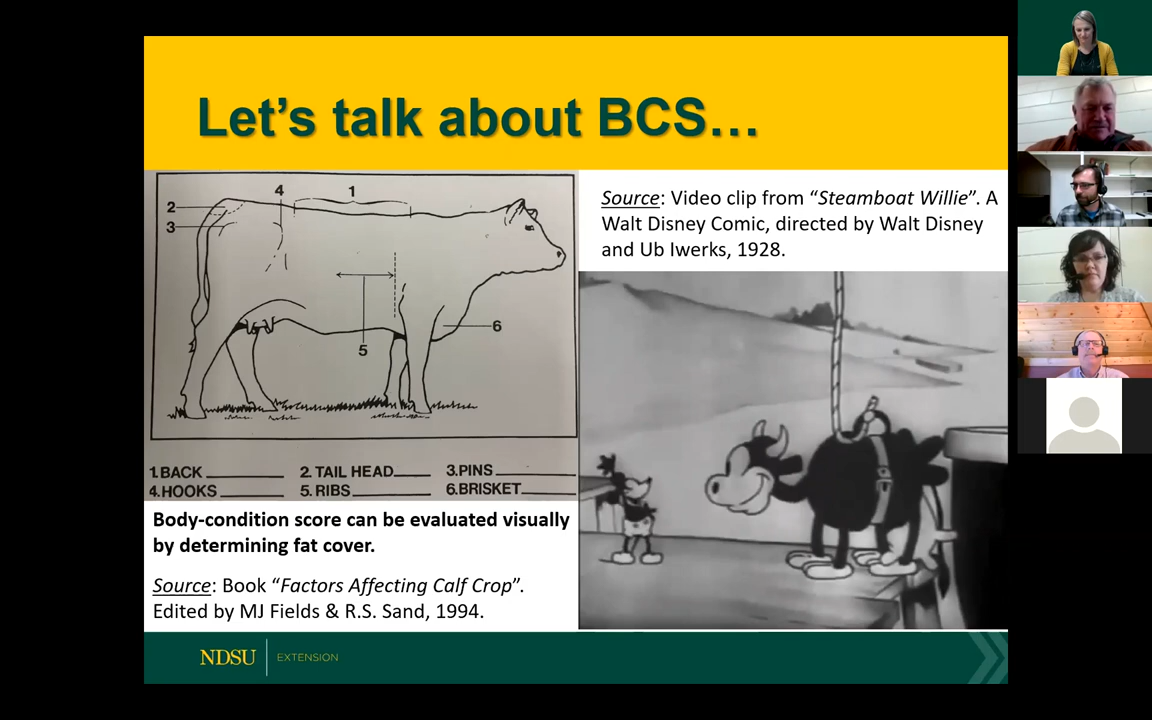 Let's talk about BCS...
4 1
2
3
6
5
1.BACK 2. TAIL HEAD 3.PINS
4.HOOKS 5. RIBS 6.BRISKET
Body-condition score can be evaluated visually
by determining fat cover.
Source: Book “Factors Affecting Calf Crop”.
Edited by MJ Fields & R.S. Sand, 1994.
Source: Video clip from “Steamboat Willie”. A
Walt Disney Comic, directed by Walt Disney
and Ub Iwerks, 1928.
NDSU EXTENSION